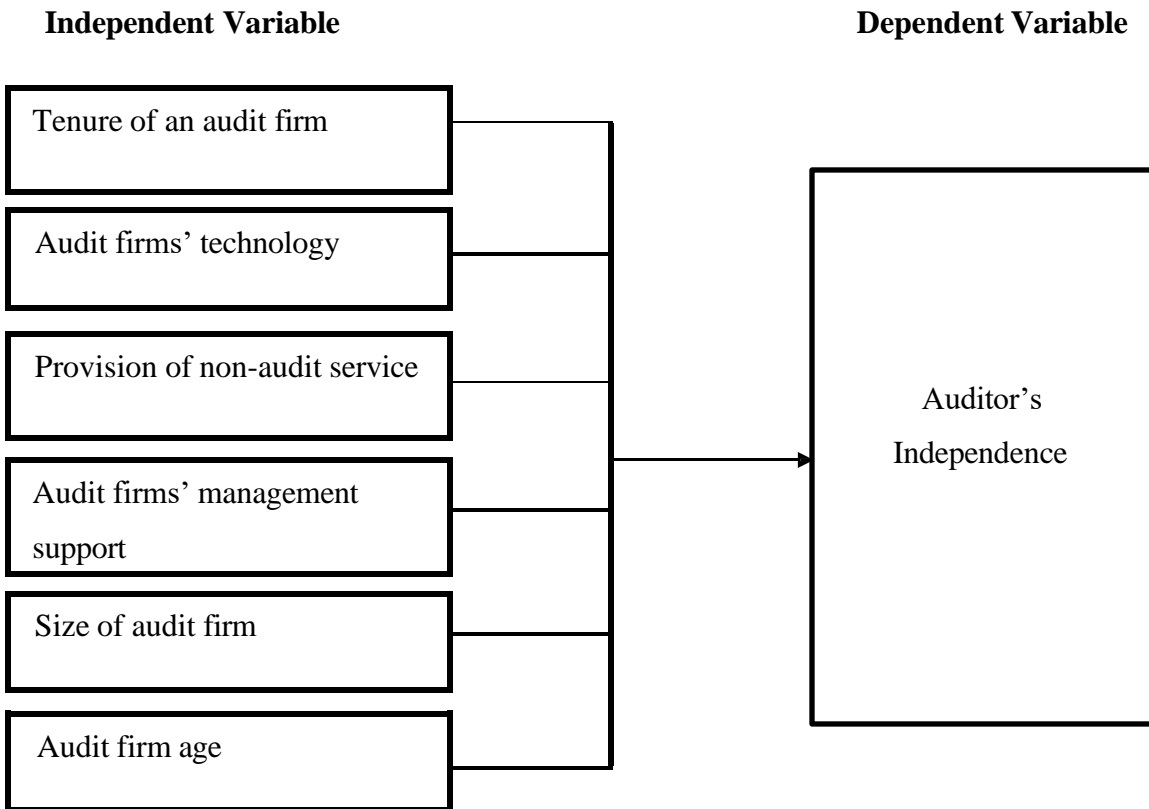 Independent Variable
Dependent Variable
Tenure of an audit firm
Audit firms’ technology
Provision of non-audit service
Audit firms’ management
support
Size of audit firm
Audit firm age
Auditor’s
Independence